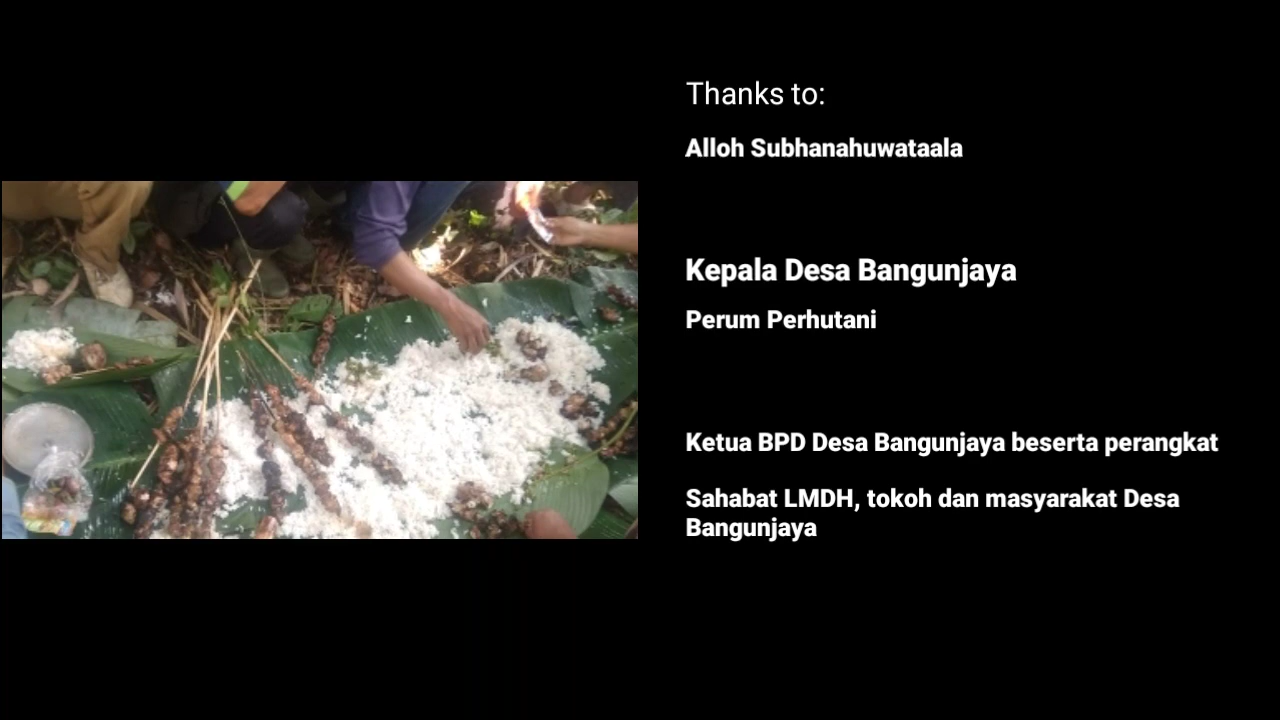 Thanks to:
Alloh Subhanahuwataala
Kepala Desa Bangunjaya
Perum Perhutani
Ketua BPD Desa Bangunjaya beserta perangkat
Sahabat LMDH, tokoh dan masyarakat Desa
Bangunjaya